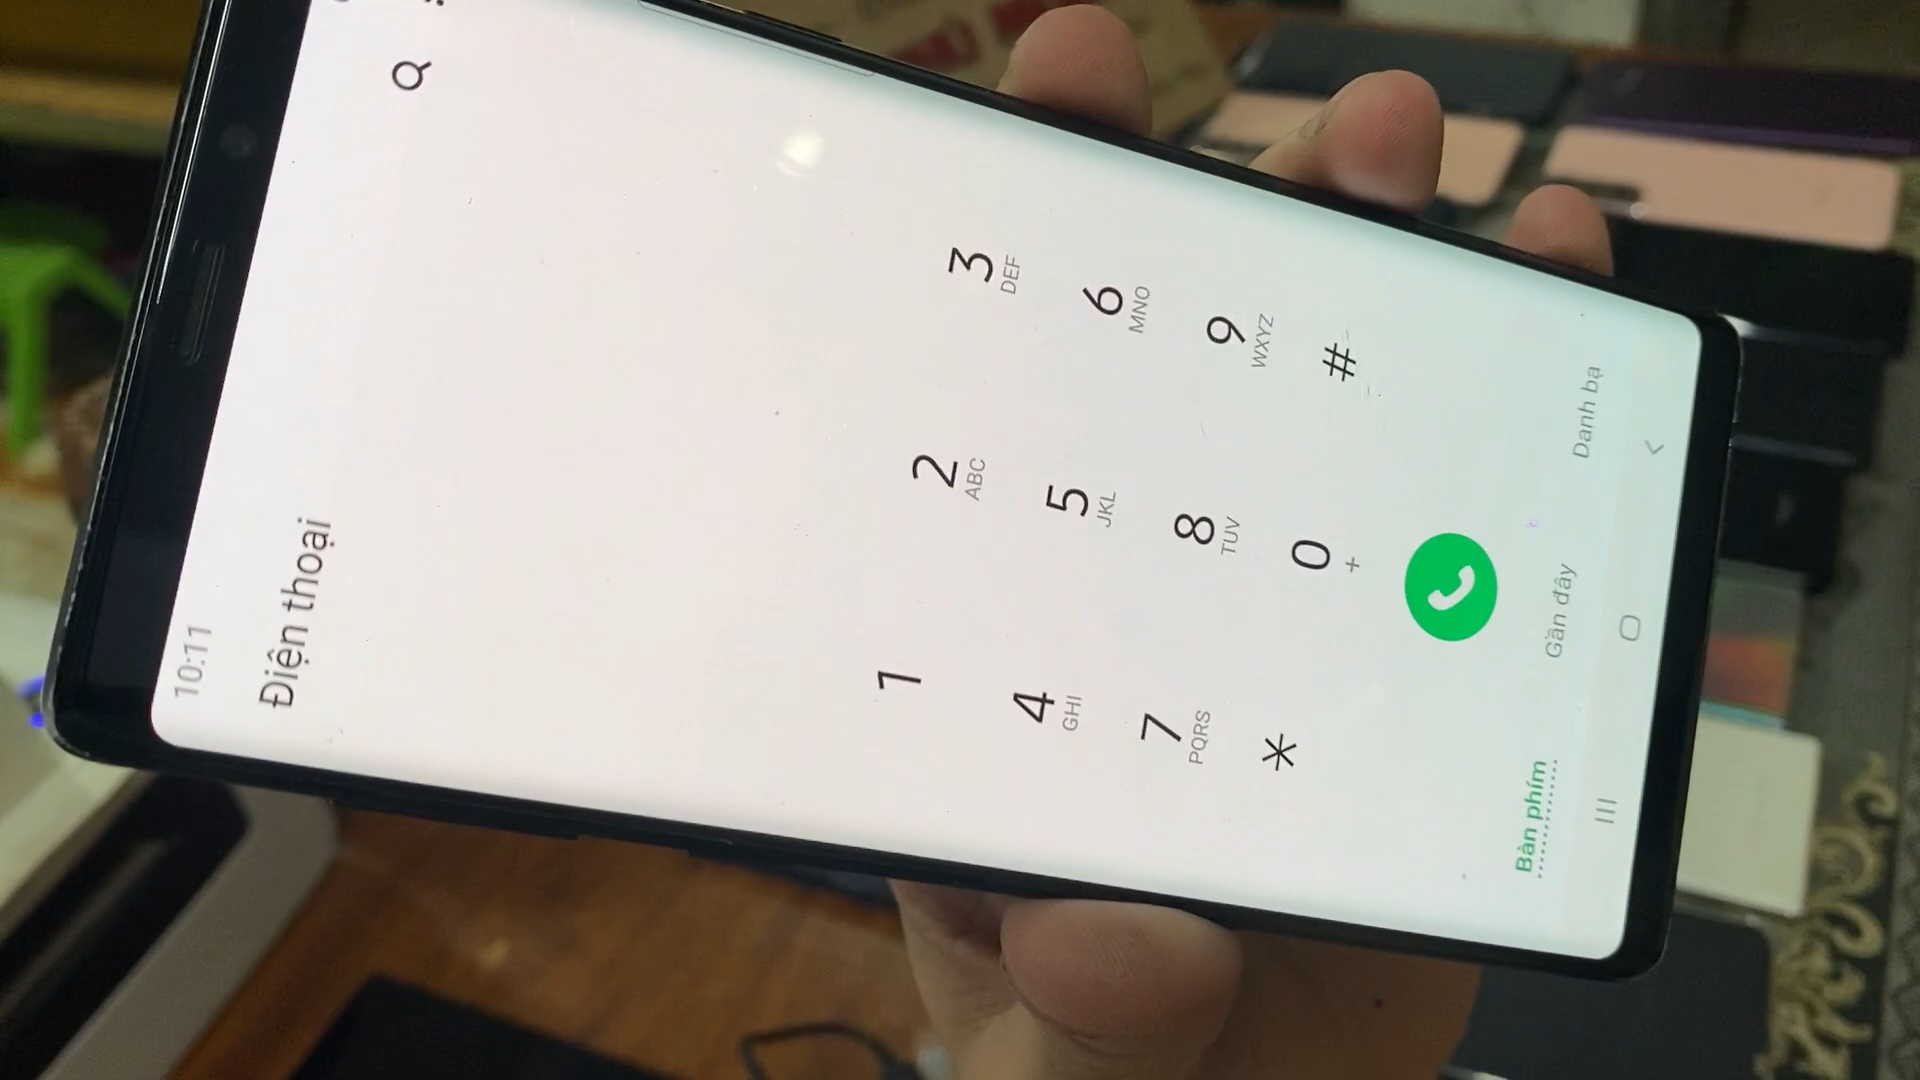 10:11
Điện thoại
1
2
ABC
3
DEF
4
GHI
5
JKL
6
MNO
7
PQRS
8
TUV
9
WXYZ
*
0
+
#
Bàn phím
Gần đây
Danh bạ